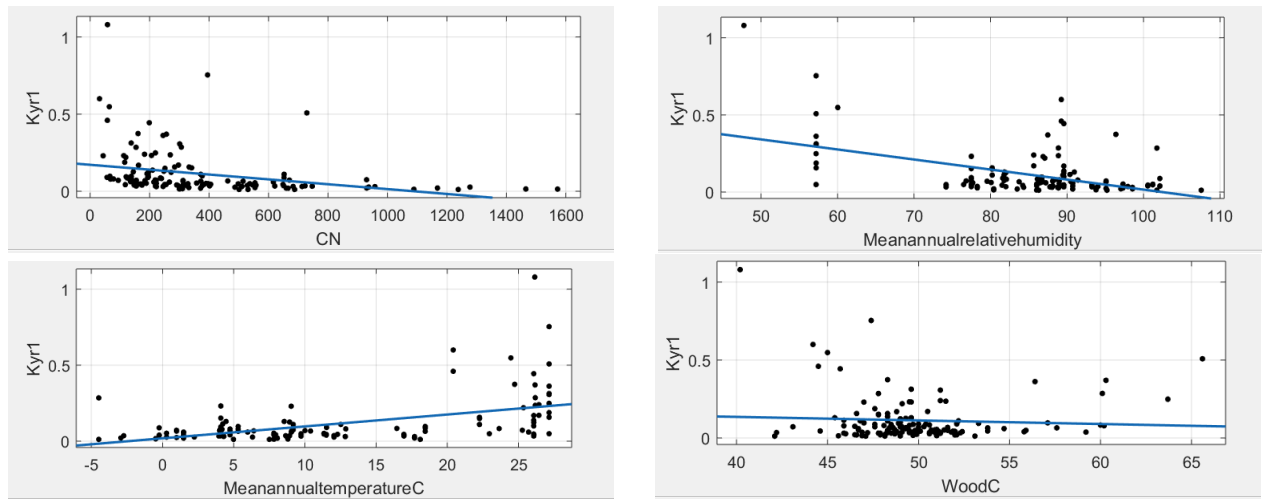 1
0.5
0
Kyr1
0 200 400 600 800 1000 1200 1400 1600
CN
1
0.5
0
Kyr1
50 60 70 80 90 100 110
Meanannualrelativehumidity
1
0.5
0
Kyr1
-5 0 5 10 15 20 25
MeanannualtemperatureC
1
0.5
0
Kyr1
40 45 50 55 60 65
WoodC